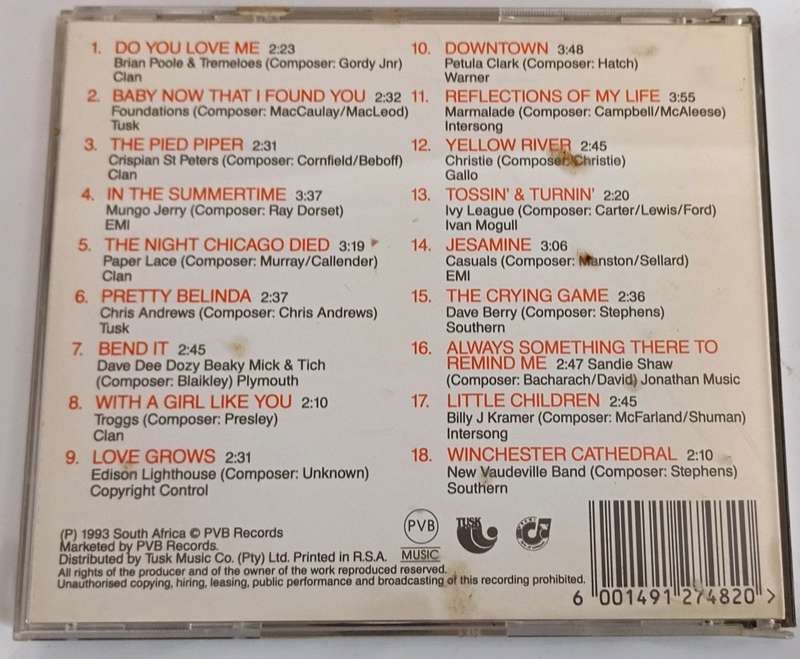 1. DO YOU LOVE ME 2:23
Brian Poole & Tremeloes (Composer: Gordy Jnr)
Clan
2. BABY NOW THAT I FOUND YOU 2:32
Foundations (Composer: MacCaulay/MacLeod)
Tusk
3. THE PIED PIPER 2:31
Crispian St Peters (Composer: Cornfield/Beboff)
Clan
4. IN THE SUMMERTIME 3:37
Mungo Jerry (Composer: Ray Dorset)
EMI
5. THE NIGHT CHICAGO DIED 3:19
Paper Lace (Composer: Murray/Callender)
Clan
6. PRETTY BELINDA 2:37
Chris Andrews (Composer: Chris Andrews)
Tusk
7. BEND IT 2:45
Dave Dee Dozy Beaky Mick & Tich
(Composer: Blaikley) Plymouth
8. WITH A GIRL LIKE YOU 2:10
Troggs (Composer: Presley)
Clan
9. LOVE GROWS 2:31
Edison Lighthouse (Composer: Unknown)
Copyright Control
10. DOWNTOWN 3:48
Petula Clark (Composer: Hatch)
Warner
11. REFLECTIONS OF MY LIFE 3:55
Marmalade (Composer: Campbell/McAleese)
Intersong
12. YELLOW RIVER 2:45
Christie (Composer: Christie)
Gallo
13. TOSSIN' & TURNIN' 2:20
Ivy League (Composer: Carter/Lewis/Ford)
Ivan Mogull
14. JESAMINE 3:06
Casuals (Composer: Manston/Sellard)
EMI
15. THE CRYING GAME 2:36
Dave Berry (Composer: Stephens)
Southern
16. ALWAYS SOMETHING THERE TO
REMIND ME 2:47 Sandie Shaw
(Composer: Bacharach/David) Jonathan Music
17. LITTLE CHILDREN 2:45
Billy J Kramer (Composer: McFarland/Shuman)
Intersong
18. WINCHESTER CATHEDRAL 2:10
New Vaudeville Band (Composer: Stephens)
Southern
(P) 1993 South Africa © PVB Records
Marketed by PVB Records.
Distributed by Tusk Music Co. (Pty) Ltd. Printed in R.S.A.
All rights of the producer and of the owner of the work reproduced reserved.
Unauthorised copying, hiring, leasing, public performance and broadcasting of this recording prohibited.
PVB
MUSIC
TUSK
6 001491 274820 >